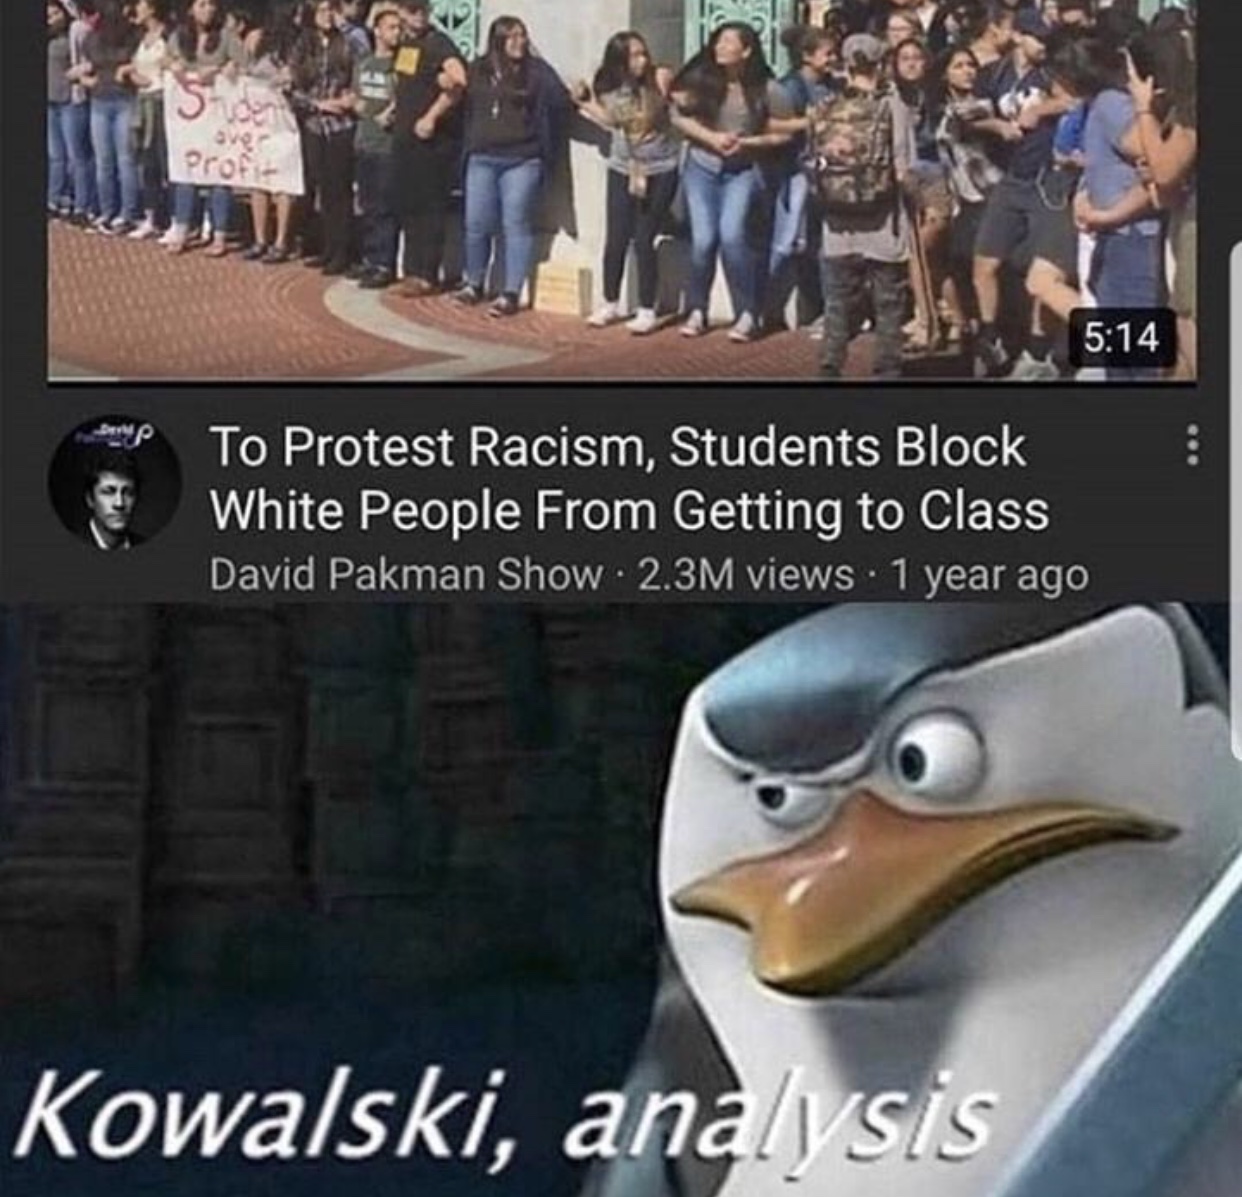 Student
over
Profit
5:14
To Protest Racism, Students Block
White People From Getting to Class
David Pakman Show · 2.3M views · 1 year ago
Kowalski, analysis